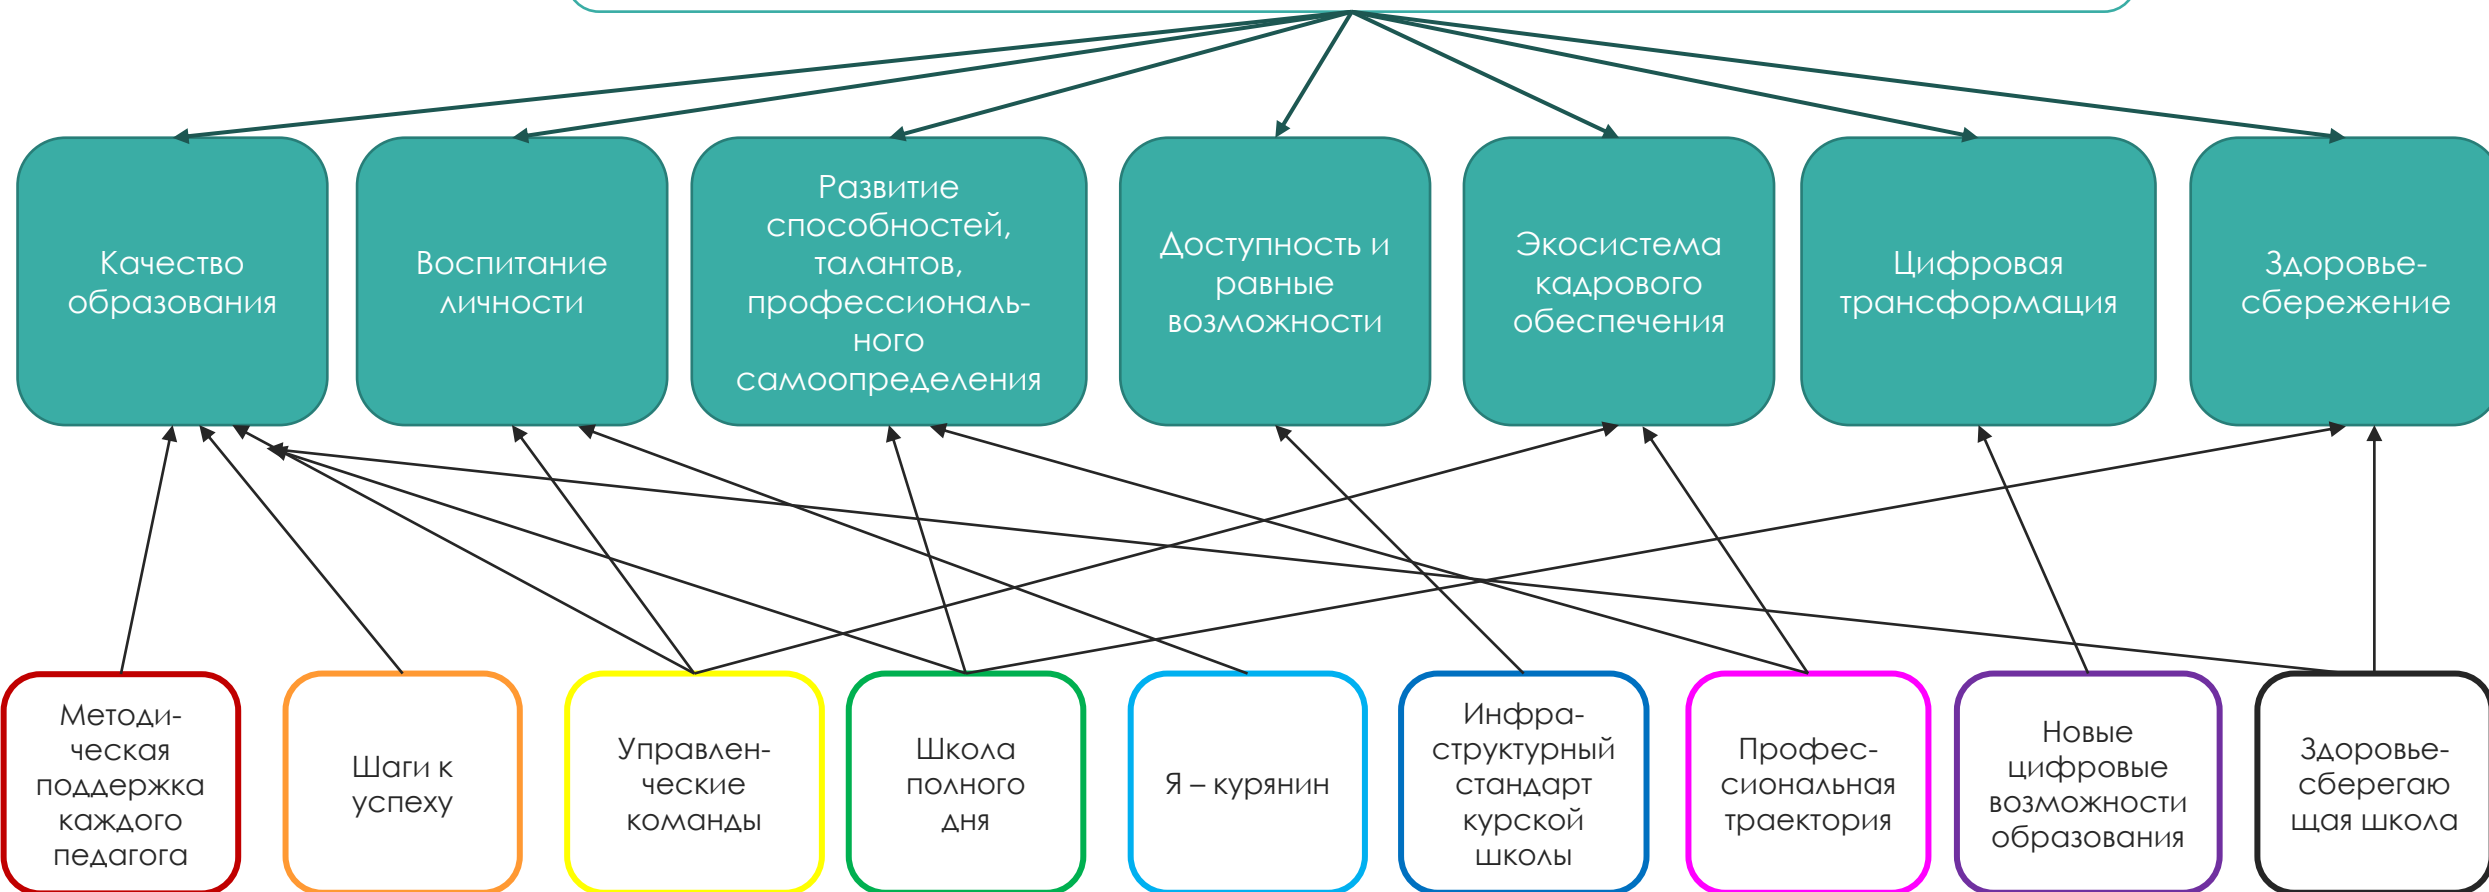 Качество
образования
Воспитание
личности
Развитие
способностей,
талантов,
профессиональ-
ного
самоопределения
Доступность и
равные
возможности
Экосистема
кадрового
обеспечения
Цифровая
трансформация
Здоровье-
сбережение
Методи-
ческая
поддержка
каждого
педагога
Шаги к
успеху
Управлен-
ческие
команды
Школа
полного
дня
Я – курянин
Инфра-
структурный
стандарт
курской
школы
Профес-
сиональная
траектория
Новые
цифровые
возможности
образования
Здоровье-
сберегаю
щая школа